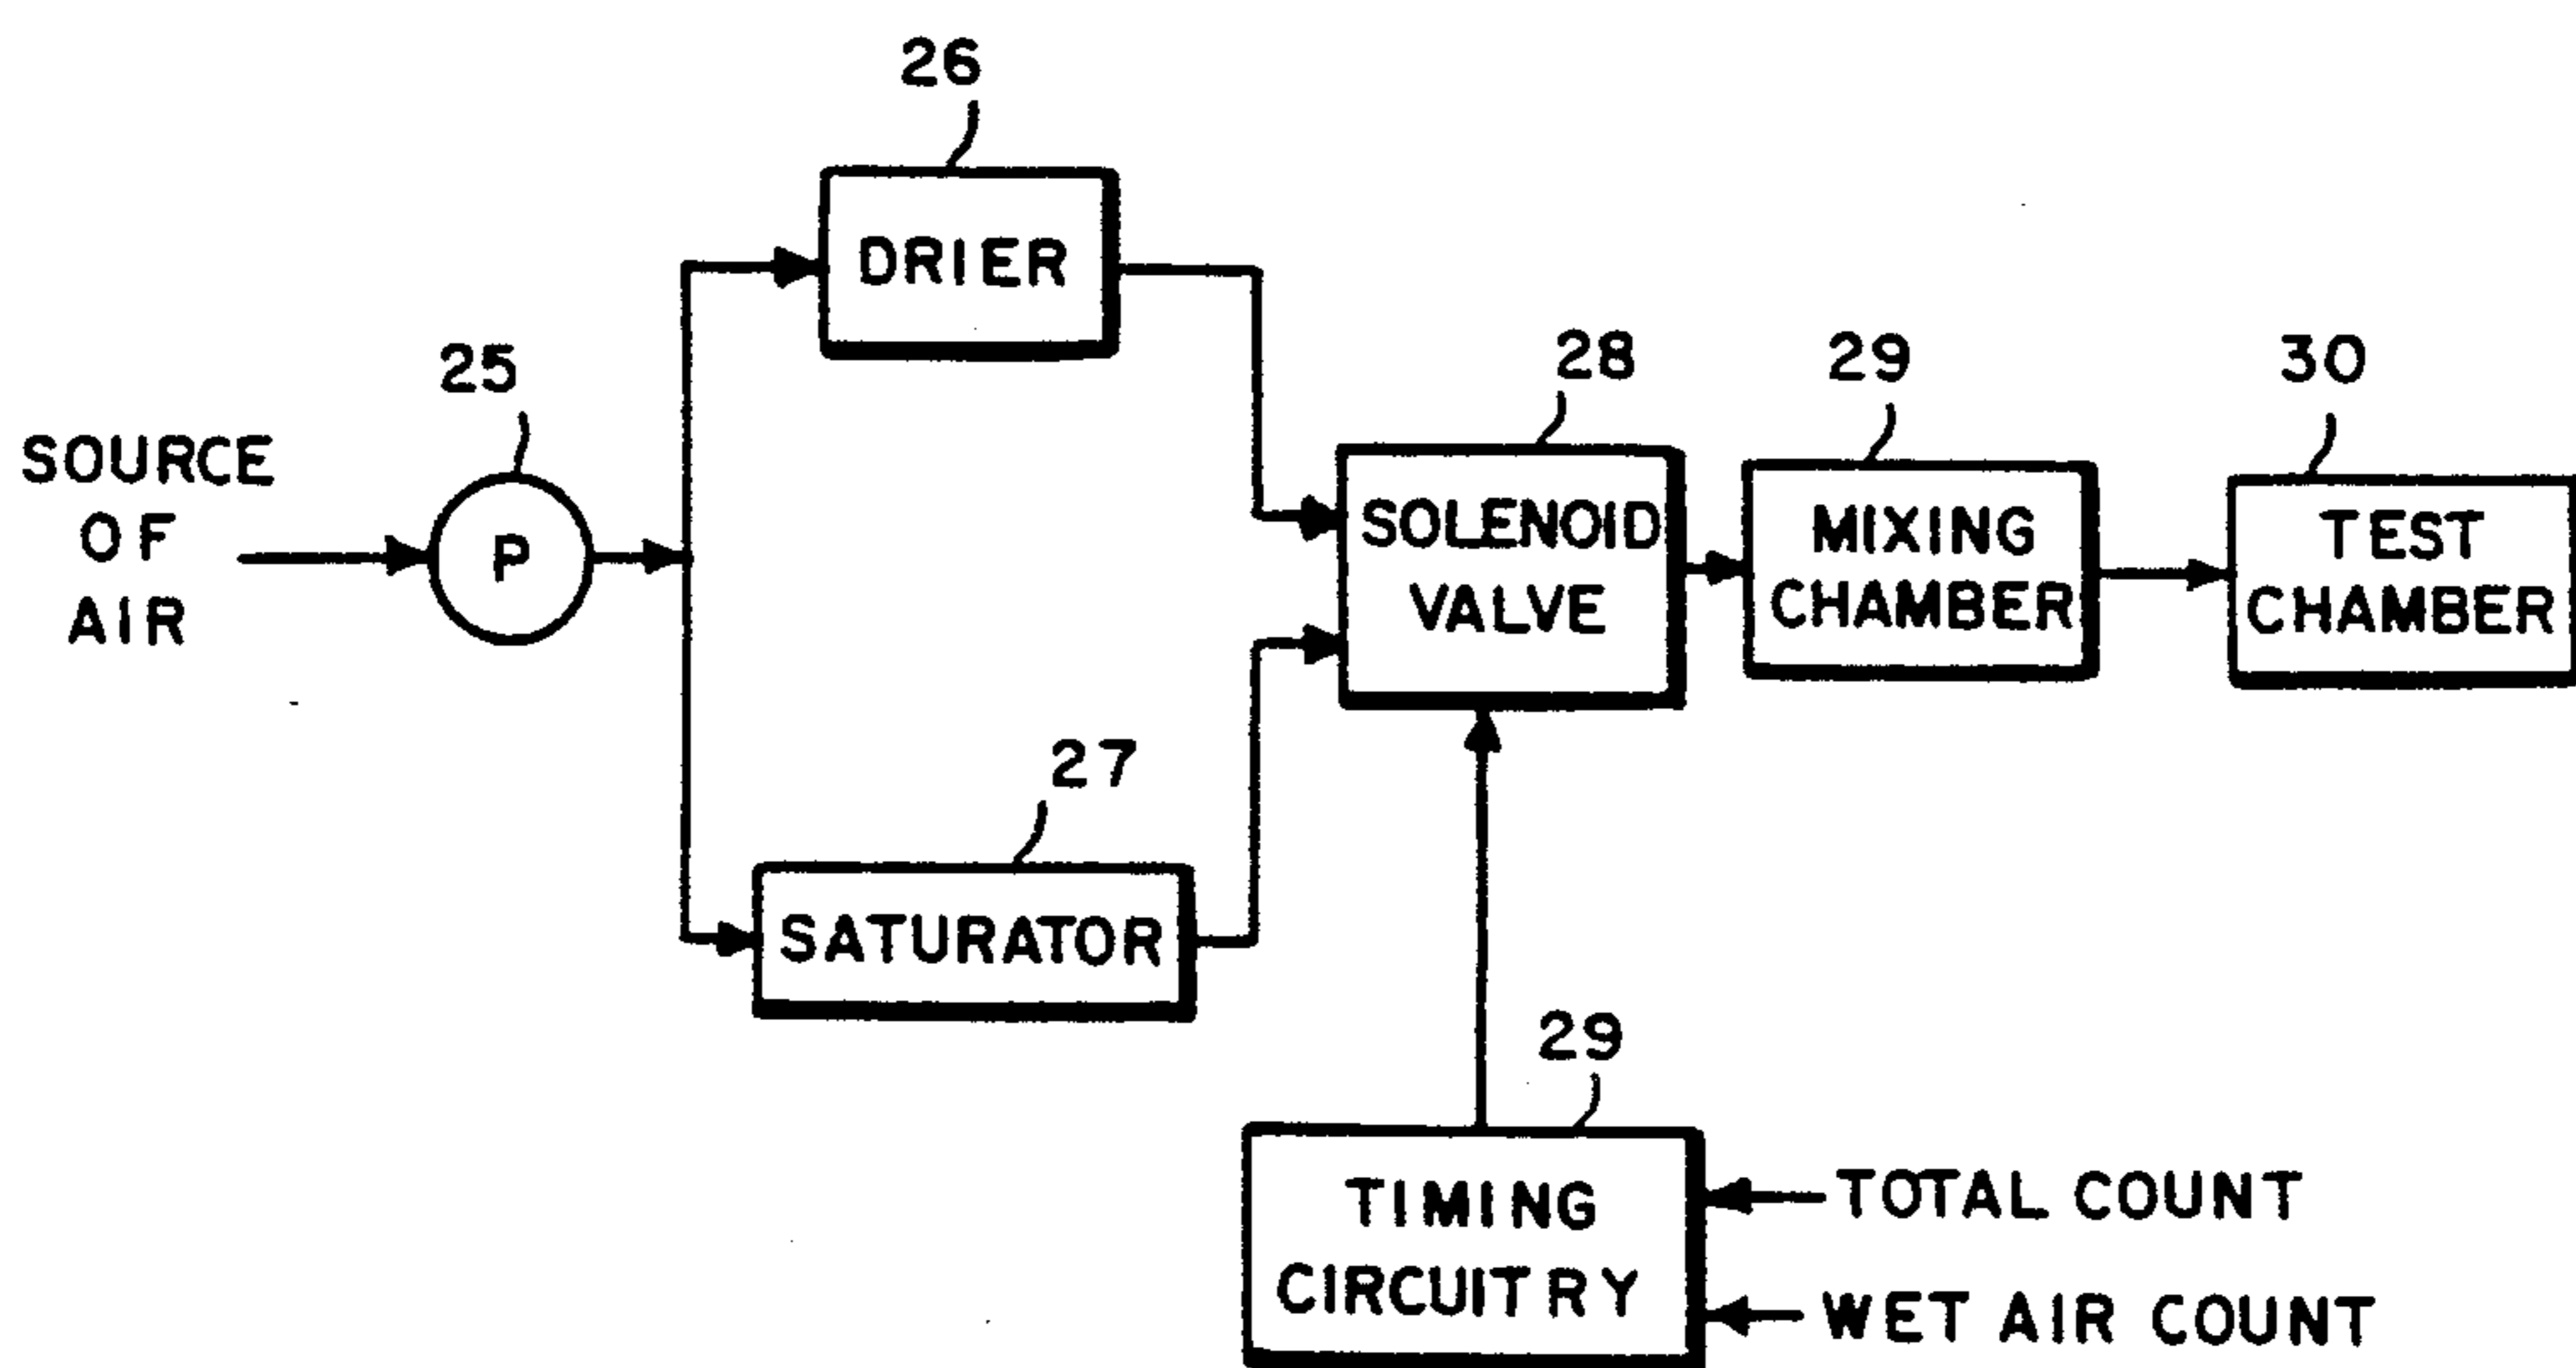 26
DRIER
25
SOURCE
OF
AIR
P
28
SOLENOID
VALVE
29
MIXING
CHAMBER
30
TEST
CHAMBER
27
SATURATOR
29
TIMING
CIRCUITRY
TOTAL COUNT
WET AIR COUNT